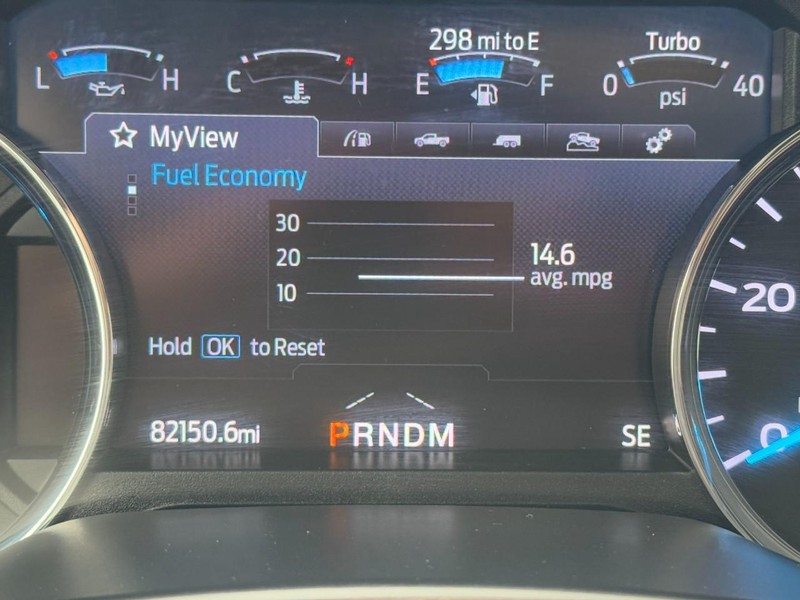 298 mi to E
Turbo
L H
C H
E F
0 40
psi
MyView
Fuel Economy
30
20
10
14.6
avg. mpg
20
0
Hold OK to Reset
82150.6mi
PRNDM
SE